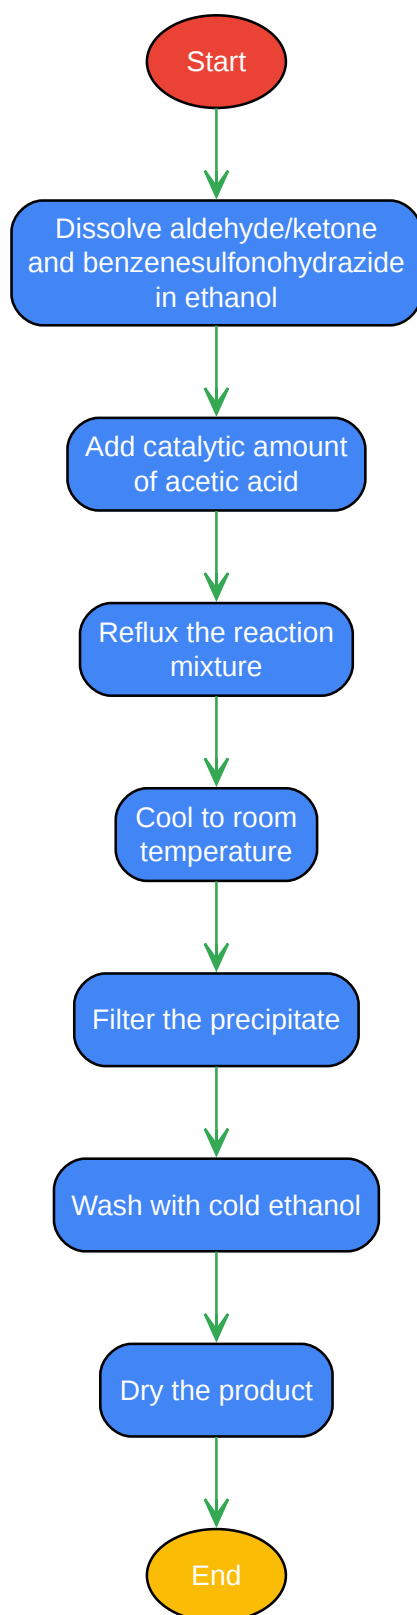 Start
Dissolve aldehyde/ketone
and benzenesulfonohydrazide
in ethanol
Add catalytic amount
of acetic acid
Reflux the reaction
mixture
Cool to room
temperature
Filter the precipitate
Wash with cold ethanol
Dry the product
End